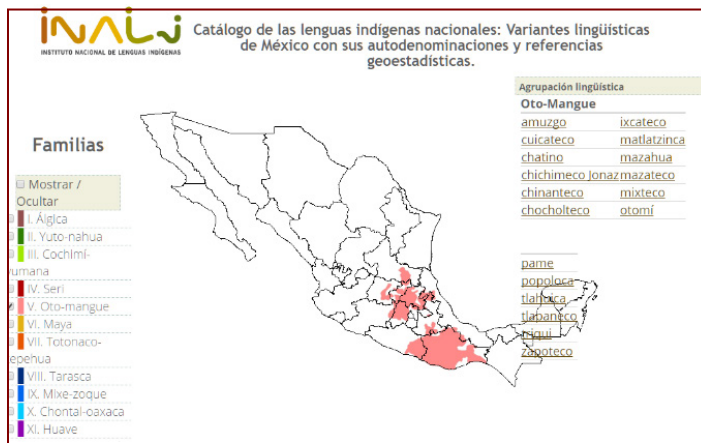 INALI
INSTITUTO NACIONAL DE LENGUAS INDÍGENAS
Catálogo de las lenguas indígenas nacionales: Variantes lingüísticas
de México con sus autodenominaciones y referencias
geoestadísticas.
Familias
Mostrar /
Ocultar
I. Álgica
II. Yuto-nahua
III. Cochimí-
yumana
IV. Seri
V. Oto-mangue
VI. Maya
VII. Totonaco-
tepehua
VIII. Tarasca
IX. Mixe-zoque
X. Chontal-oaxaca
XI. Huave
Agrupación lingüística
Oto-Mangue
amuzgo ixcateco
cuicateco matlatzinca
chatino mazahua
chichimeco Jonaz mazateco
chinanteco mixteco
chocholteco otomí
pame
popoloca
tlahuica
tlapaneco
triqui
zapoteco